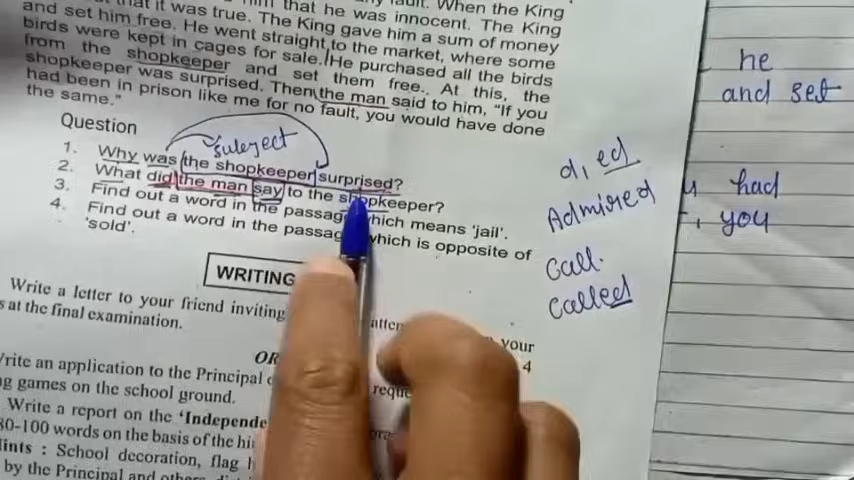 fault. When the King
that it was true. The King gave him a sum of money
that he was innocent. The King
and set him free. He went straight to the market, where some
birds were kept in cages for sale. He purchased all the birds
from the shopkeeper and set them free. At this, the
shopkeeper was surprised. Then the man said to him, "If you
had been in prison like me for no fault, you would have done
the same."
Question
subject
1. Why was the shopkeeper surprised?
2. What did the man say to the shopkeeper?
3. Find out a word in the passage which means 'jail'.
4. Find out a word in the passage which is opposite of
'sold'.
WRITING
Write a letter to your friend inviting
at the final examination.
your
4
OR
Write an application to the Principal
games on the school ground.
Write a report on the 'Independe
80-100 words on the basis of the
ints : School decoration, flag
by the Principal and
d, ed
Admired
Call.
Called
he
and set
had
, you